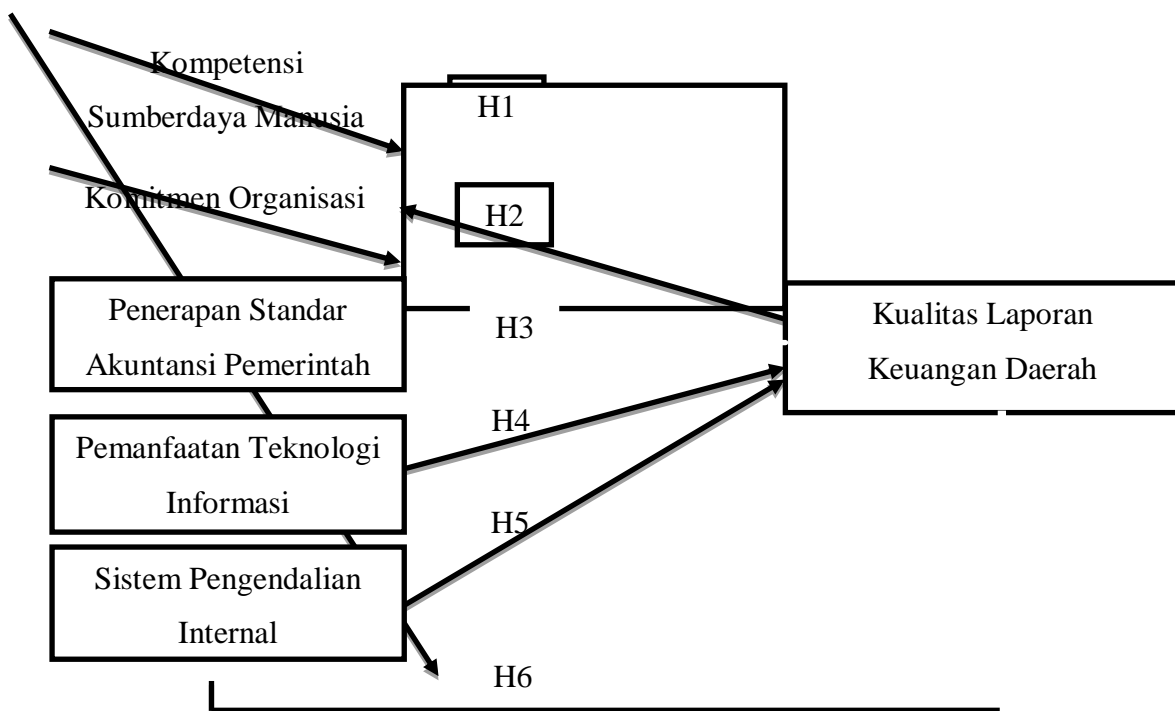 Kompetensi
Sumberdaya Manusia
H1
Komitmen Organisasi
H2
Penerapan Standar
Akuntansi Pemerintah
H3
Kualitas Laporan
Keuangan Daerah
H4
Pemanfaatan Teknologi
Informasi
H5
Sistem Pengendalian
Internal
H6